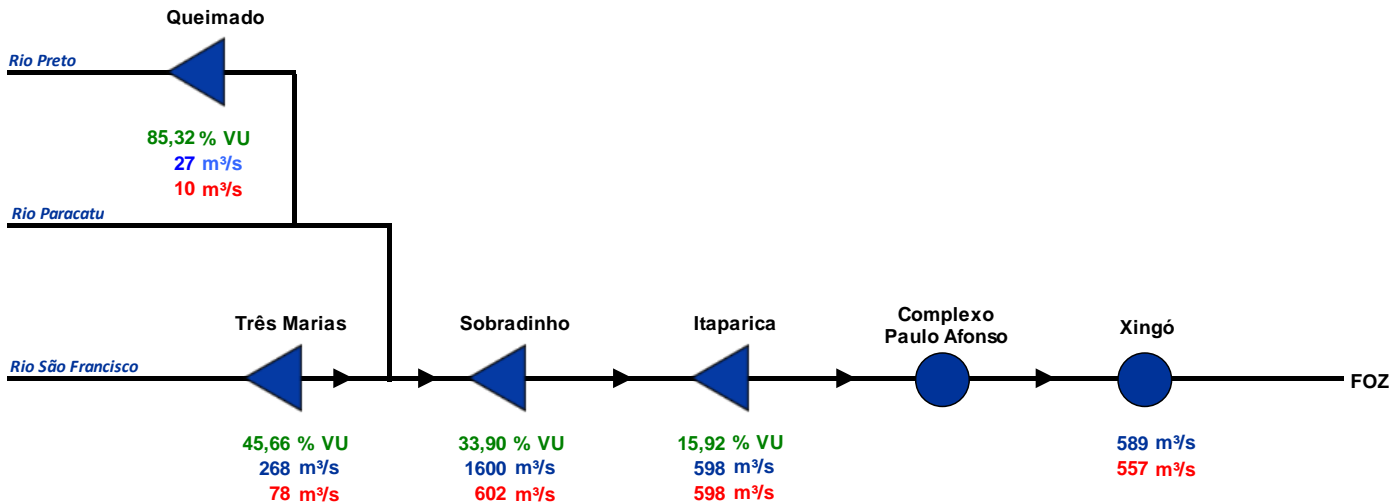 Queimado
Rio Preto
85,32 % VU
27 m³/s
10 m³/s
Rio Paracatu
Três Marias
Sobradinho
Itaparica
Complexo
Paulo Afonso
Xingó
Rio São Francisco
FOZ
45,66 % VU
268 m³/s
78 m³/s
33,90 % VU
1600 m³/s
602 m³/s
15,92 % VU
598 m³/s
598 m³/s
589 m³/s
557 m³/s